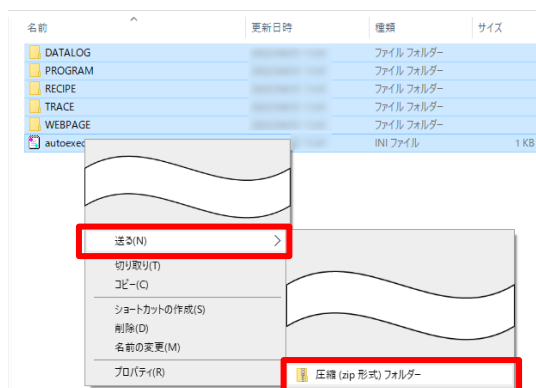 名前 更新日時 種類 サイズ
DATALOG ファイル フォルダー
PROGRAM ファイル フォルダー
RECIPE ファイル フォルダー
TRACE ファイル フォルダー
WEBPAGE ファイル フォルダー
autoexec INI ファイル 1 KB
送る(N)
切り取り(T)
コピー(C)
ショートカットの作成(S)
削除(D)
名前の変更(M)
プロパティ(R)
圧縮 (zip 形式) フォルダー